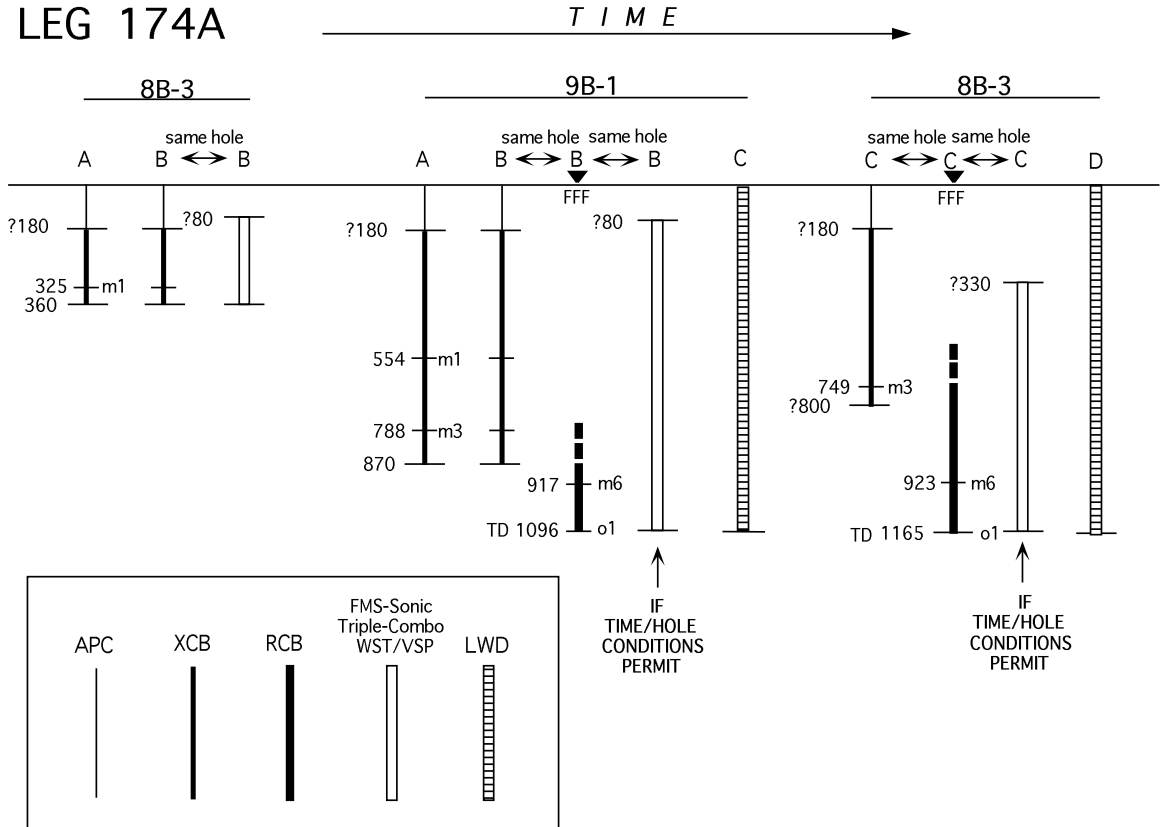 LEG 174A
TIME
8B-3
9B-1
8B-3
same hole
same hole same hole
same hole same hole
A B B
A B B B C
C C C D
FFF
FFF
?180
?80
325 m1
360
?180
?80
554 m1
788 m3
870
917 m6
TD 1096 o1
?180
?330
749 m3
?800
923 m6
TD 1165 o1
IF
TIME/HOLE
CONDITIONS
PERMIT
IF
TIME/HOLE
CONDITIONS
PERMIT
APC
XCB
RCB
FMS-Sonic
Triple-Combo
WST/VSP
LWD